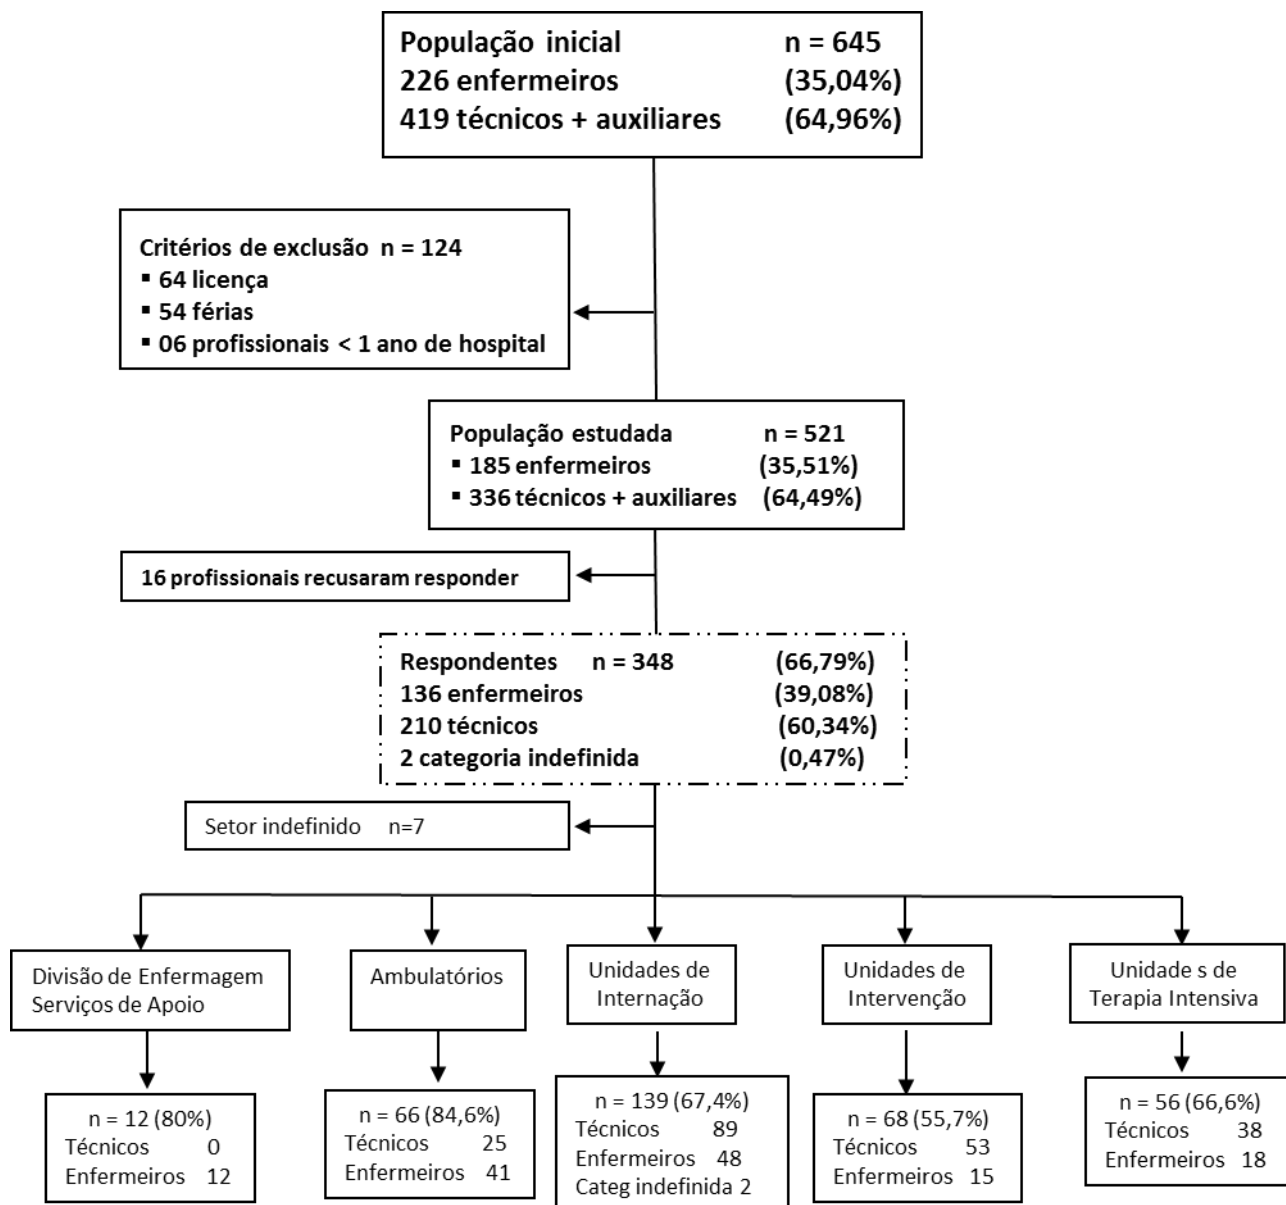 População inicial n = 645
226 enfermeiros (35,04%)
419 técnicos + auxiliares (64,96%)
Critérios de exclusão n = 124
▪ 64 licença
▪ 54 férias
▪ 06 profissionais < 1 ano de hospital
População estudada n = 521
▪ 185 enfermeiros (35,51%)
▪ 336 técnicos + auxiliares (64,49%)
16 profissionais recusaram responder
Respondentes n = 348 (66,79%)
136 enfermeiros (39,08%)
210 técnicos (60,34%)
2 categoria indefinida (0,47%)
Setor indefinido n=7
Divisão de Enfermagem
Serviços de Apoio
Ambulatórios
Unidades de
Internação
Unidades de
Intervenção
Unidade s de
Terapia Intensiva
n = 12 (80%)
Técnicos 0
Enfermeiros 12
n = 66 (84,6%)
Técnicos 25
Enfermeiros 41
n = 139 (67,4%)
Técnicos 89
Enfermeiros 48
Categ indefinida 2
n = 68 (55,7%)
Técnicos 53
Enfermeiros 15
n = 56 (66,6%)
Técnicos 38
Enfermeiros 18